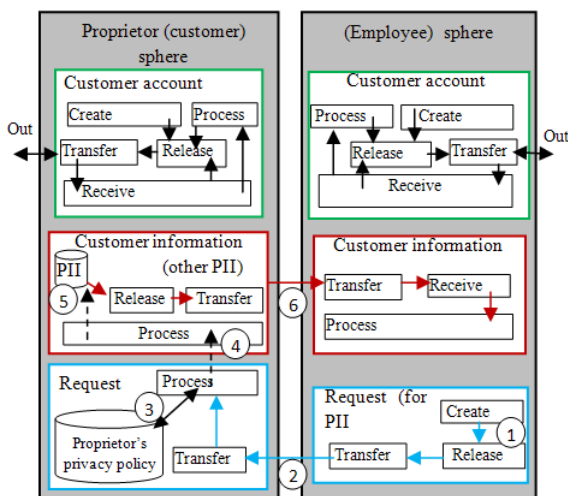 Proprietor (customer)
sphere
Customer account
Create
Process
Out
Transfer
Release
Receive
Customer information
(other PII)
PII
5
Release
Transfer
Process
4
Request
Process
3
Proprietor's
privacy policy
Transfer
(Employee) sphere
Customer account
Process
Create
Out
Release
Transfer
Receive
Customer information
6
Transfer
Receive
Process
Request (for
PII
Create
1
2
Transfer
Release